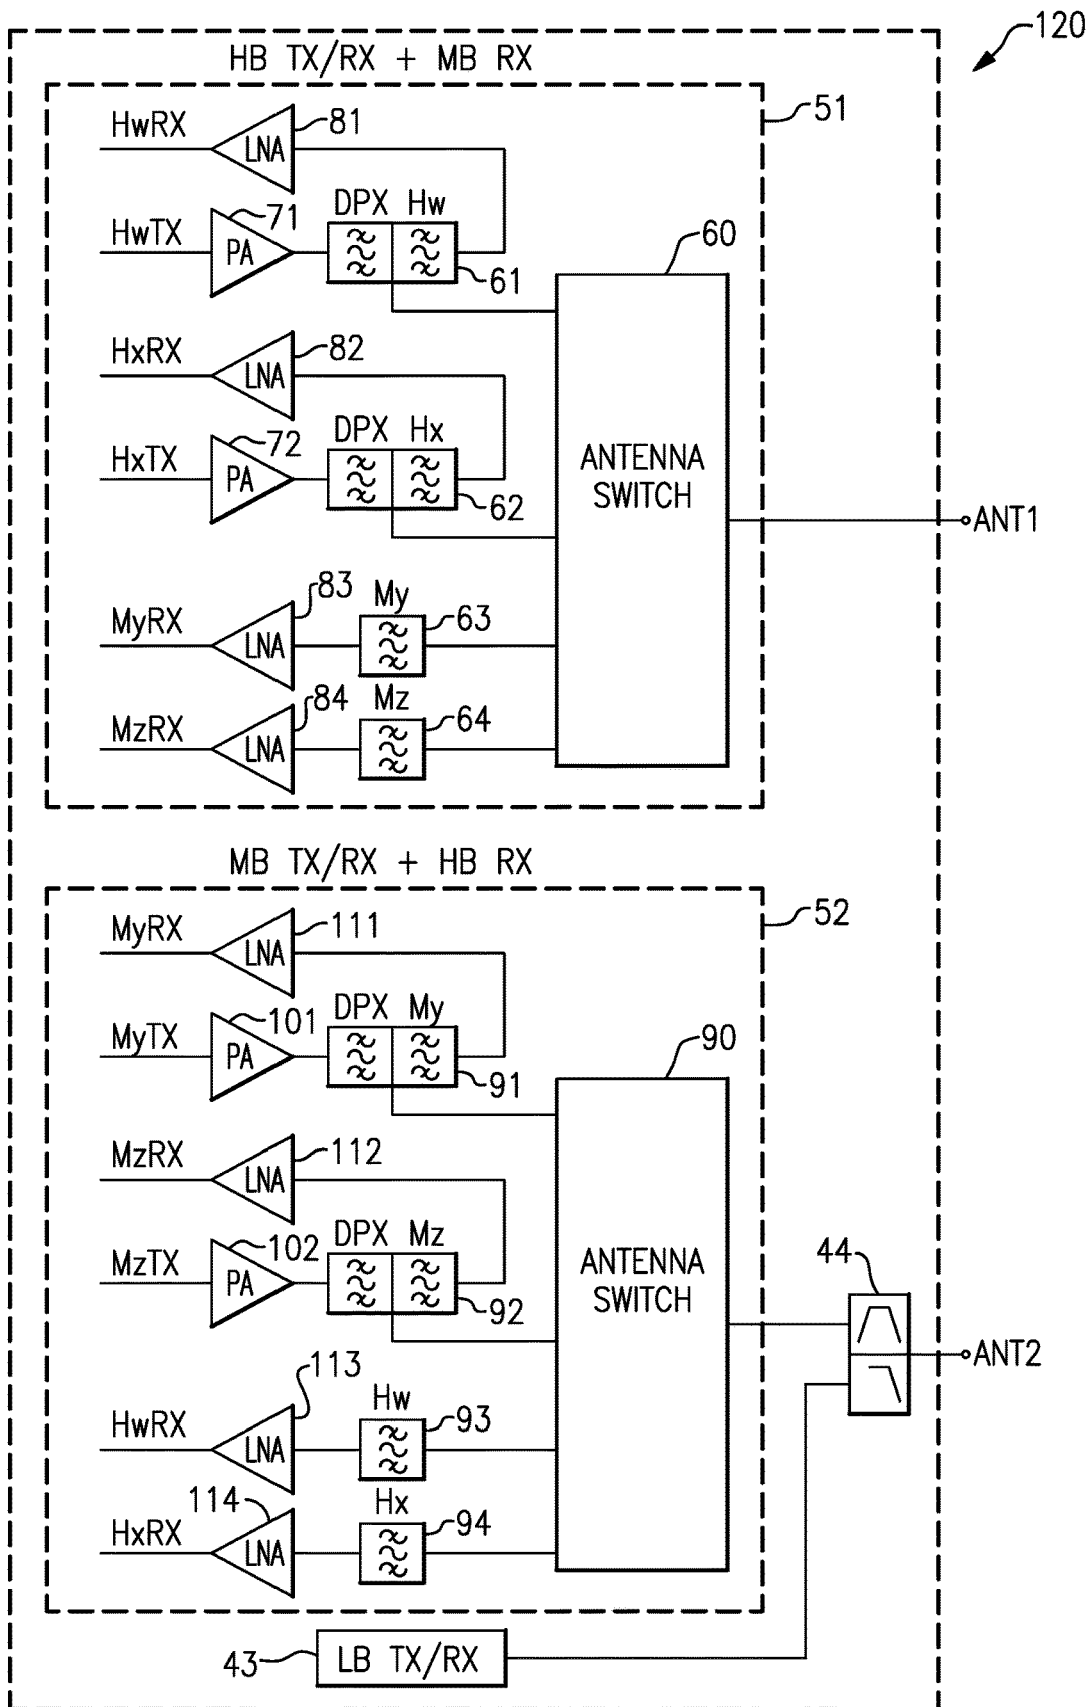 120
HB TX/RX + MB RX
51
HwRX
LNA
81
HwTX
PA
71
DPX Hw
61
60
HxRX
LNA
82
HxTX
PA
72
DPX Hx
62
ANTENNA
SWITCH
ANT1
MyRX
LNA
83
My
63
MzRX
LNA
84
Mz
64
MB TX/RX + HB RX
52
MyRX
LNA
111
MyTX
PA
101
DPX My
91
90
MzRX
LNA
112
MzTX
PA
102
DPX Mz
92
ANTENNA
SWITCH
44
ANT2
HwRX
LNA
113
Hw
93
HxRX
LNA
114
Hx
94
43
LB TX/RX